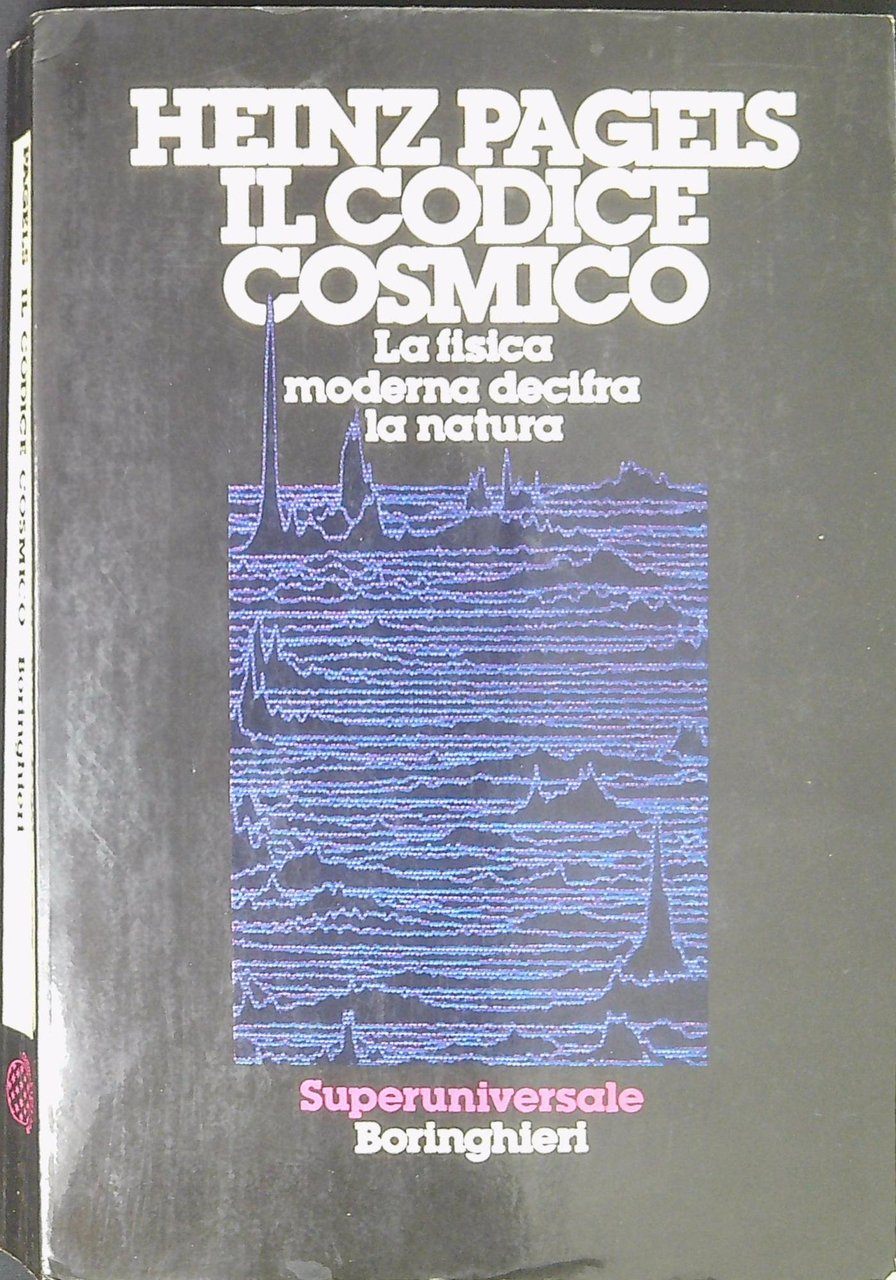 HEINZ PAGELS
IL CODICE
COSMICO
La fisica
moderna decifra
la natura
Superuniversale
Boringhieri
PAGELS IL CODICE COSMICO Boringhieri